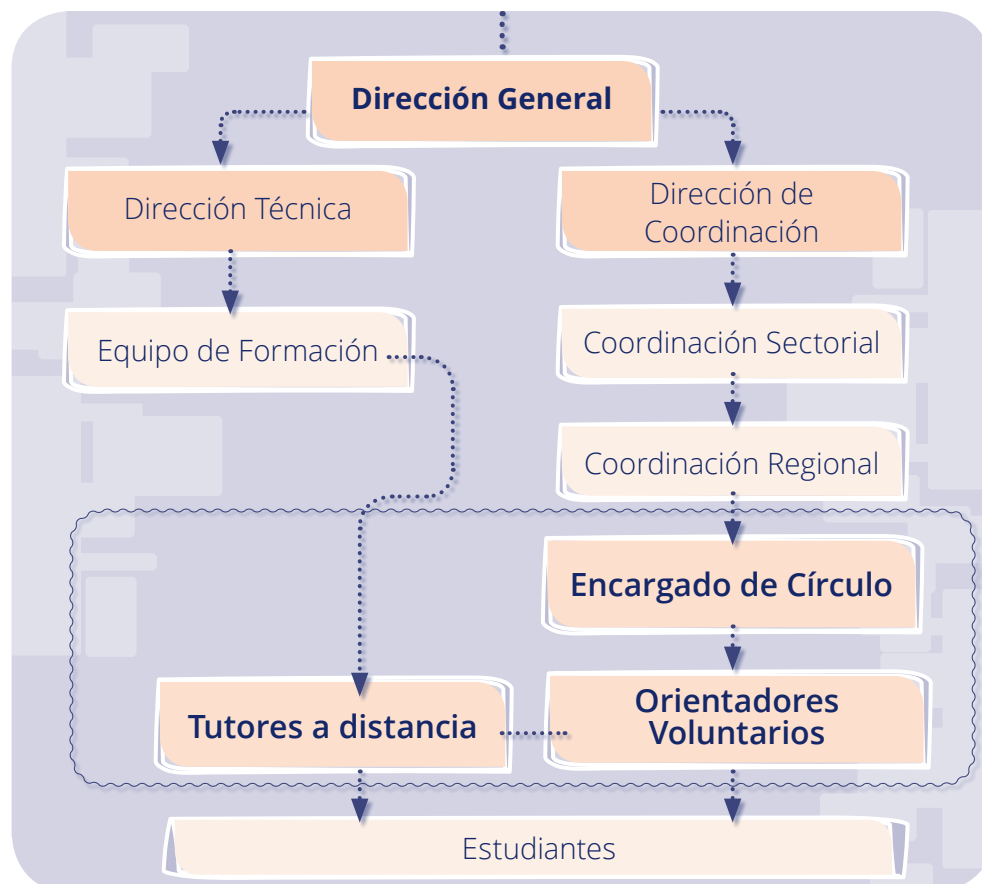 Dirección General
Dirección Técnica
Dirección de
Coordinación
Equipo de Formación
Coordinación Sectorial
Coordinación Regional
Encargado de Círculo
Tutores a distancia
Orientadores
Voluntarios
Estudiantes